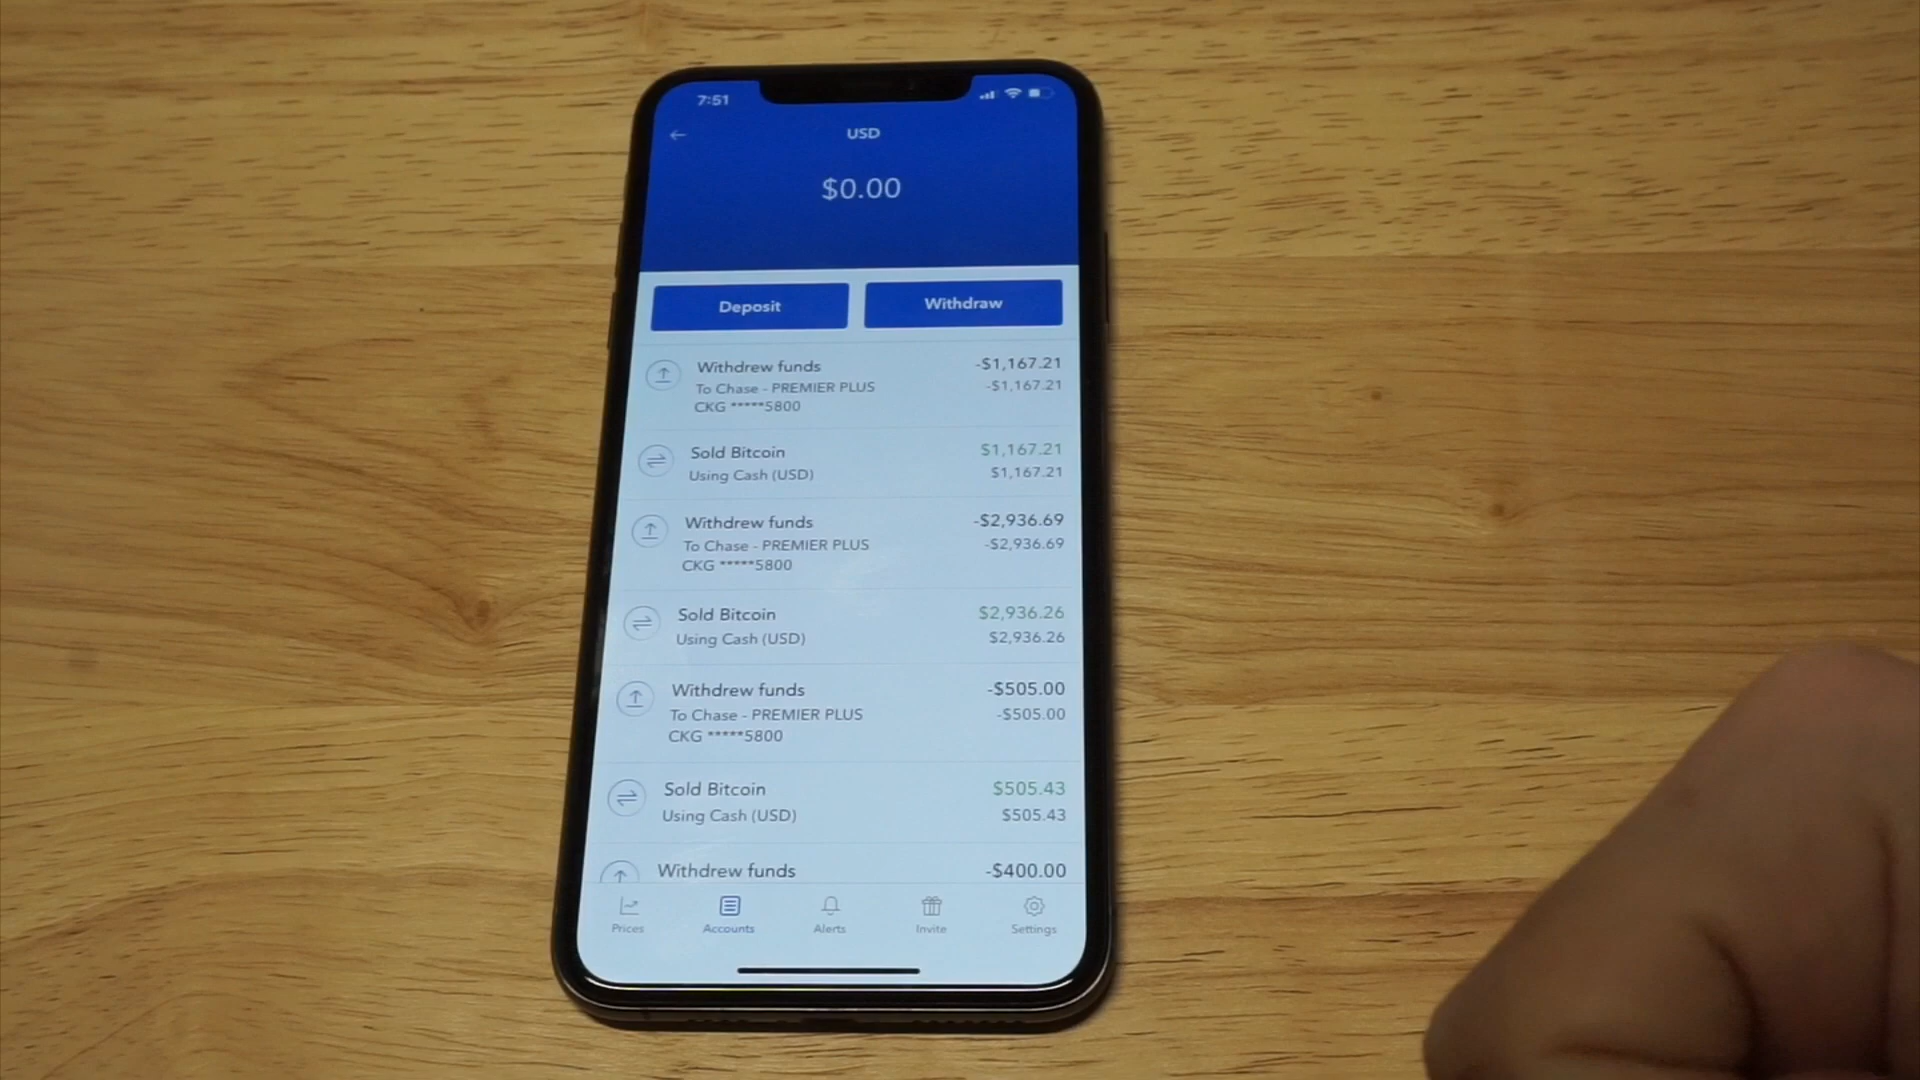 7:51
USD
$0.00
Deposit Withdraw
Withdrew funds -$1,167.21
To Chase - PREMIER PLUS -$1,167.21
CKG *****5800
Sold Bitcoin $1,167.21
Using Cash (USD) $1,167.21
Withdrew funds -$2,936.69
To Chase - PREMIER PLUS -$2,936.69
CKG *****5800
Sold Bitcoin $2,936.26
Using Cash (USD) $2,936.26
Withdrew funds -$505.00
To Chase - PREMIER PLUS -$505.00
CKG *****5800
Sold Bitcoin $505.43
Using Cash (USD) $505.43
Withdrew funds -$400.00
Prices Accounts Alerts Invite Settings